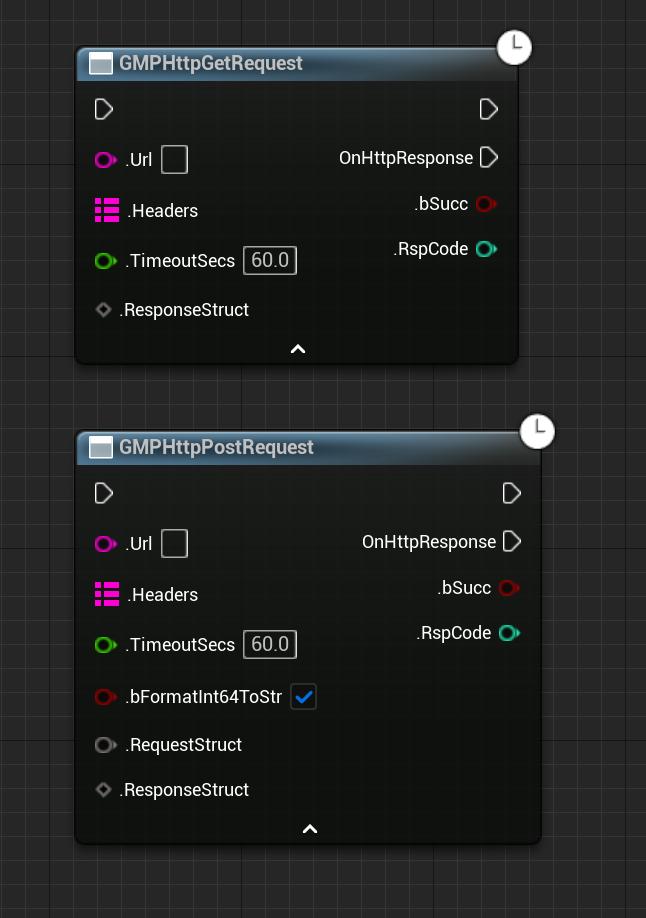 GMPHttpGetRequest
.Url
OnHttpResponse
.Headers
.bSucc
.TimeoutSecs 60.0
.RspCode
.ResponseStruct
GMPHttpPostRequest
.Url
OnHttpResponse
.Headers
.bSucc
.TimeoutSecs 60.0
.RspCode
.bFormatInt64ToStr
.RequestStruct
.ResponseStruct